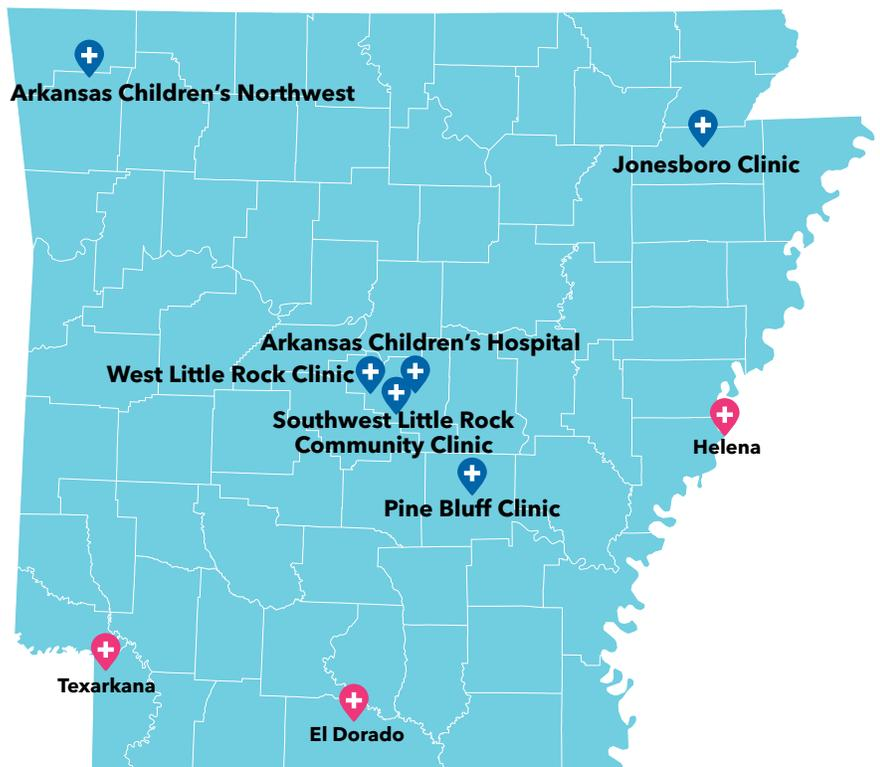 Arkansas Children's Northwest
Jonesboro Clinic
Arkansas Children's Hospital
West Little Rock Clinic
Southwest Little Rock
Community Clinic
Helena
Pine Bluff Clinic
Texarkana
El Dorado